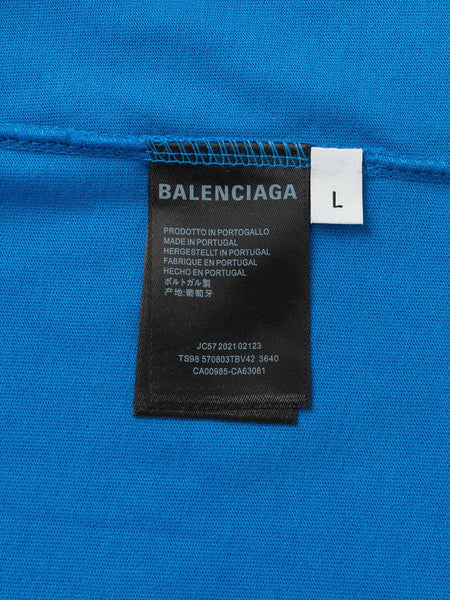 BALENCIAGA
L
PRODOTTO IN PORTOGALLO
MADE IN PORTUGAL
HERGESTELLT IN PORTUGAL
FABRIQUE EN PORTUGAL
HECHO EN PORTUGAL
ポルトガル製
产地:葡萄牙
JC57 2021 02123
TS98 570803TBV42 3640
CA00985-CA63081